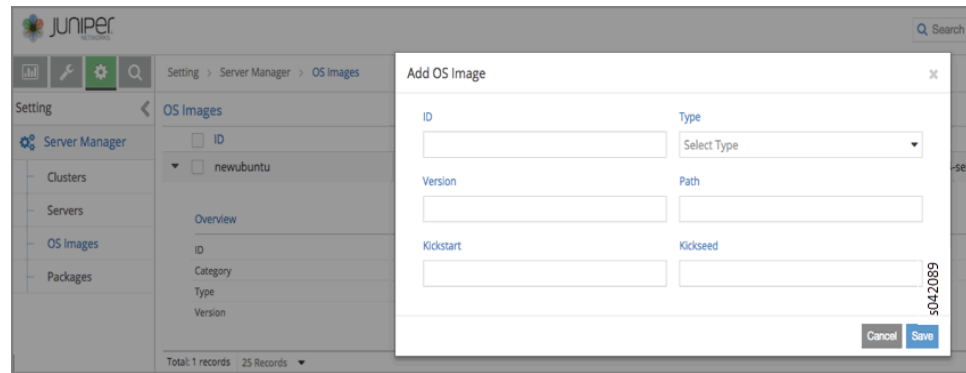 JUNIPER
NETWORKS
Search
Setting > Server Manager > OS Images
Add OS Image
Setting
OS Images
ID
Type
Server Manager
ID
Select Type
newubuntu
-se
Clusters
Version
Path
Servers
Overview
OS Images
ID
Kickstart
Kickseed
Packages
Category
Type
Version
s042089
Cancel
Save
Total: 1 records
25 Records